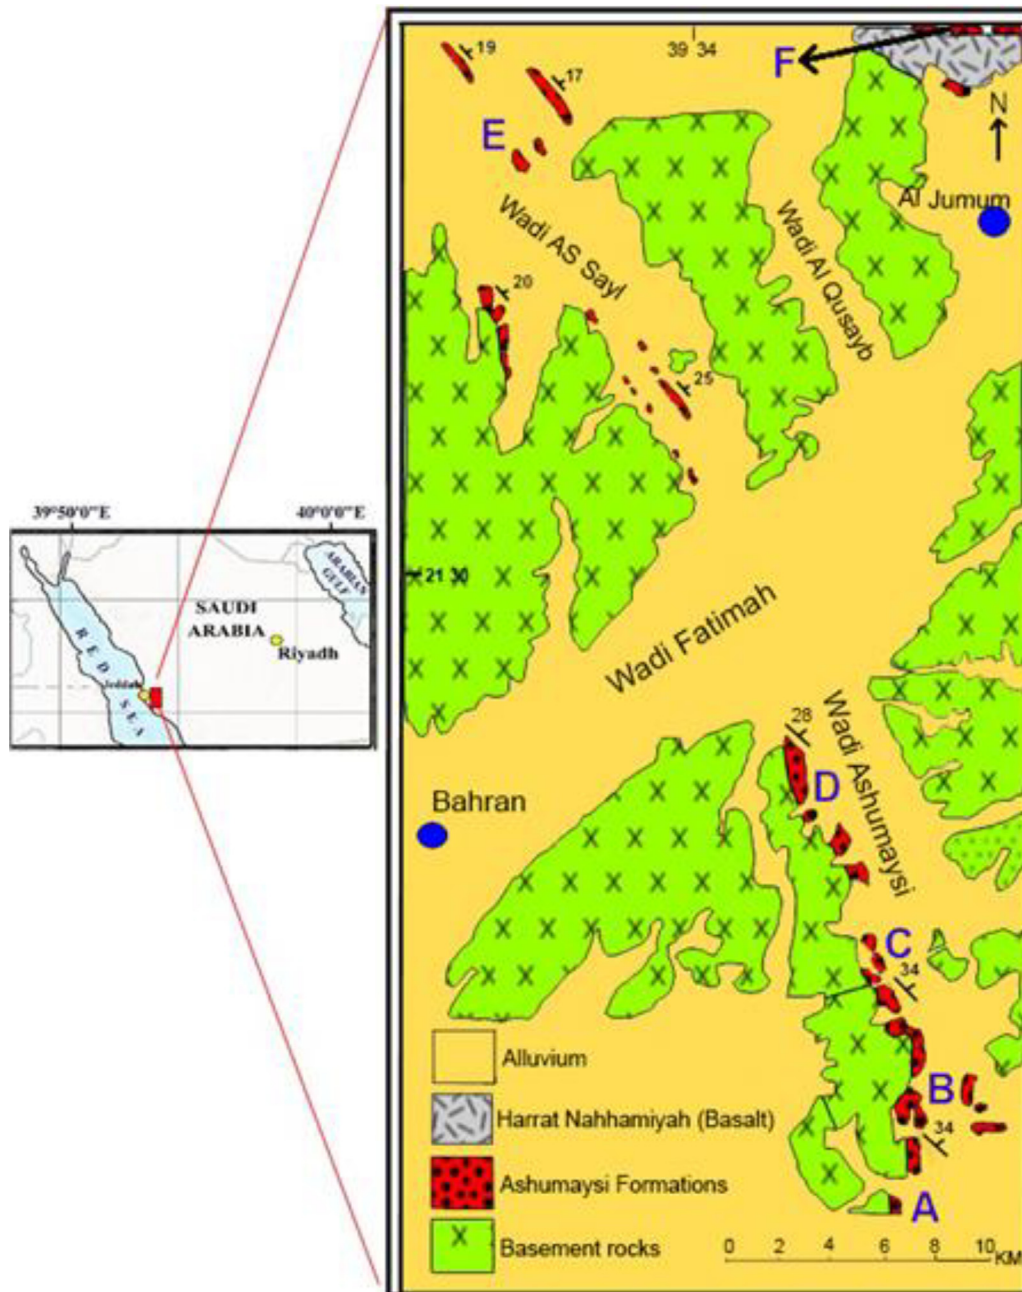 39°50'0"E
40°0'0"E
SAUDI
ARABIA
Riyadh
Jeddah
RED
SEA
ARABIAN
GULF
19
17
39 34
F
N
E
Al Jumum
Wadi AS Sayl
Wadi Al Qusayb
20
25
21 30
Wadi Fatimah
28
Wadi Ashumaysi
D
Bahran
C
34
B
34
A
Alluvium
Harrat Nahhamiyah (Basalt)
Ashumaysi Formations
X
Basement rocks
0 2 4 6 8 10
KM